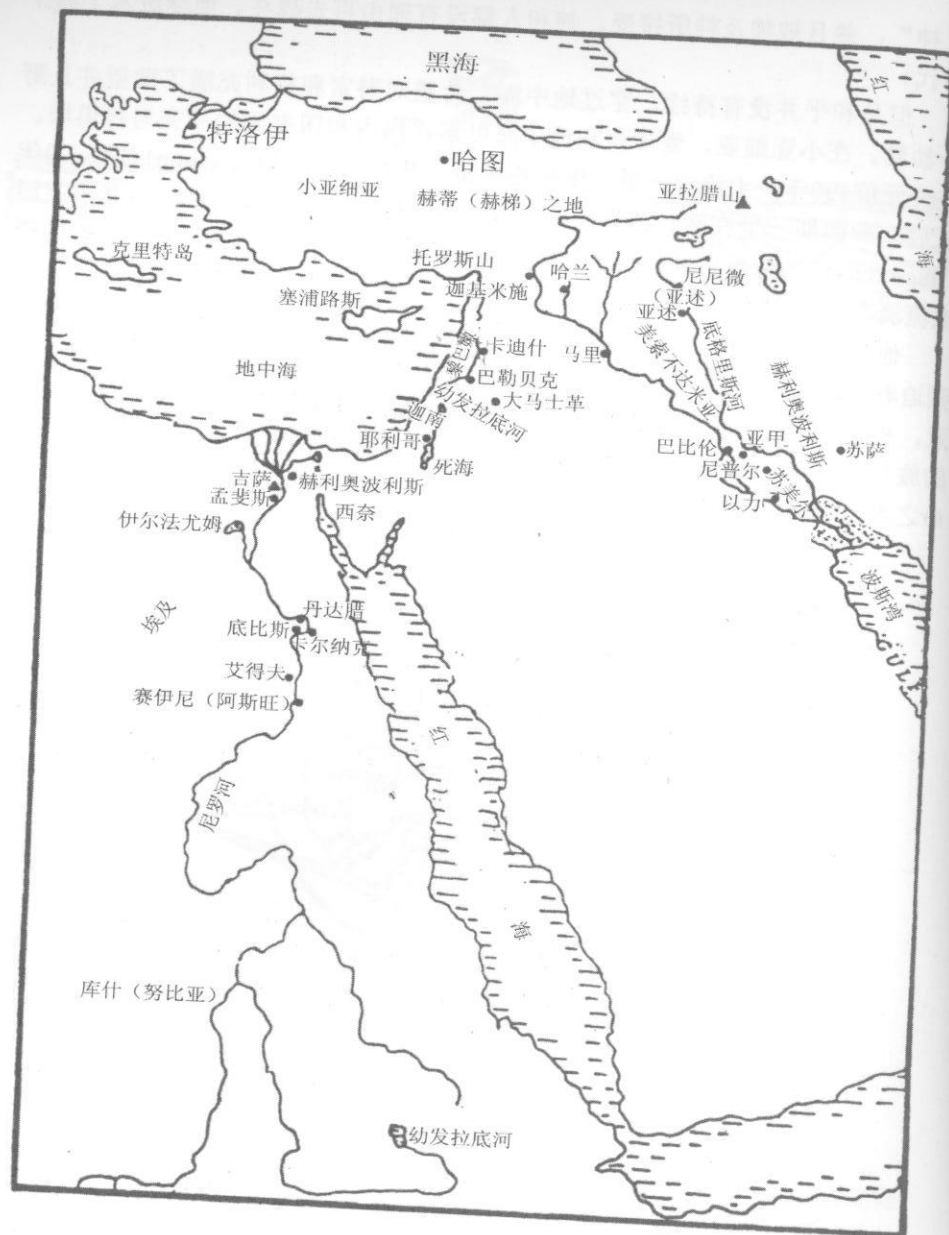 黑海
红
海
特洛伊
哈图
小亚细亚
赫蒂（赫梯）之地
亚拉腊山
克里特岛
托罗斯山
迦基米施
哈兰
尼尼微
（亚述）
亚述
塞浦路斯
底格里斯河
美索不达米亚
黎巴嫩
卡迪什
马里
地中海
巴勒贝克
大马士革
赫利奥波利斯
幼发拉底河
迦南
耶利哥
死海
巴比伦
亚甲
苏萨
尼普尔
苏美尔
以力
吉萨
赫利奥波利斯
孟斐斯
西奈
伊尔法尤姆
波斯湾
GULF
埃及
丹达腊
底比斯
卡尔纳克
艾得夫
赛伊尼（阿斯旺）
红
海
尼罗河
库什（努比亚）
幼发拉底河